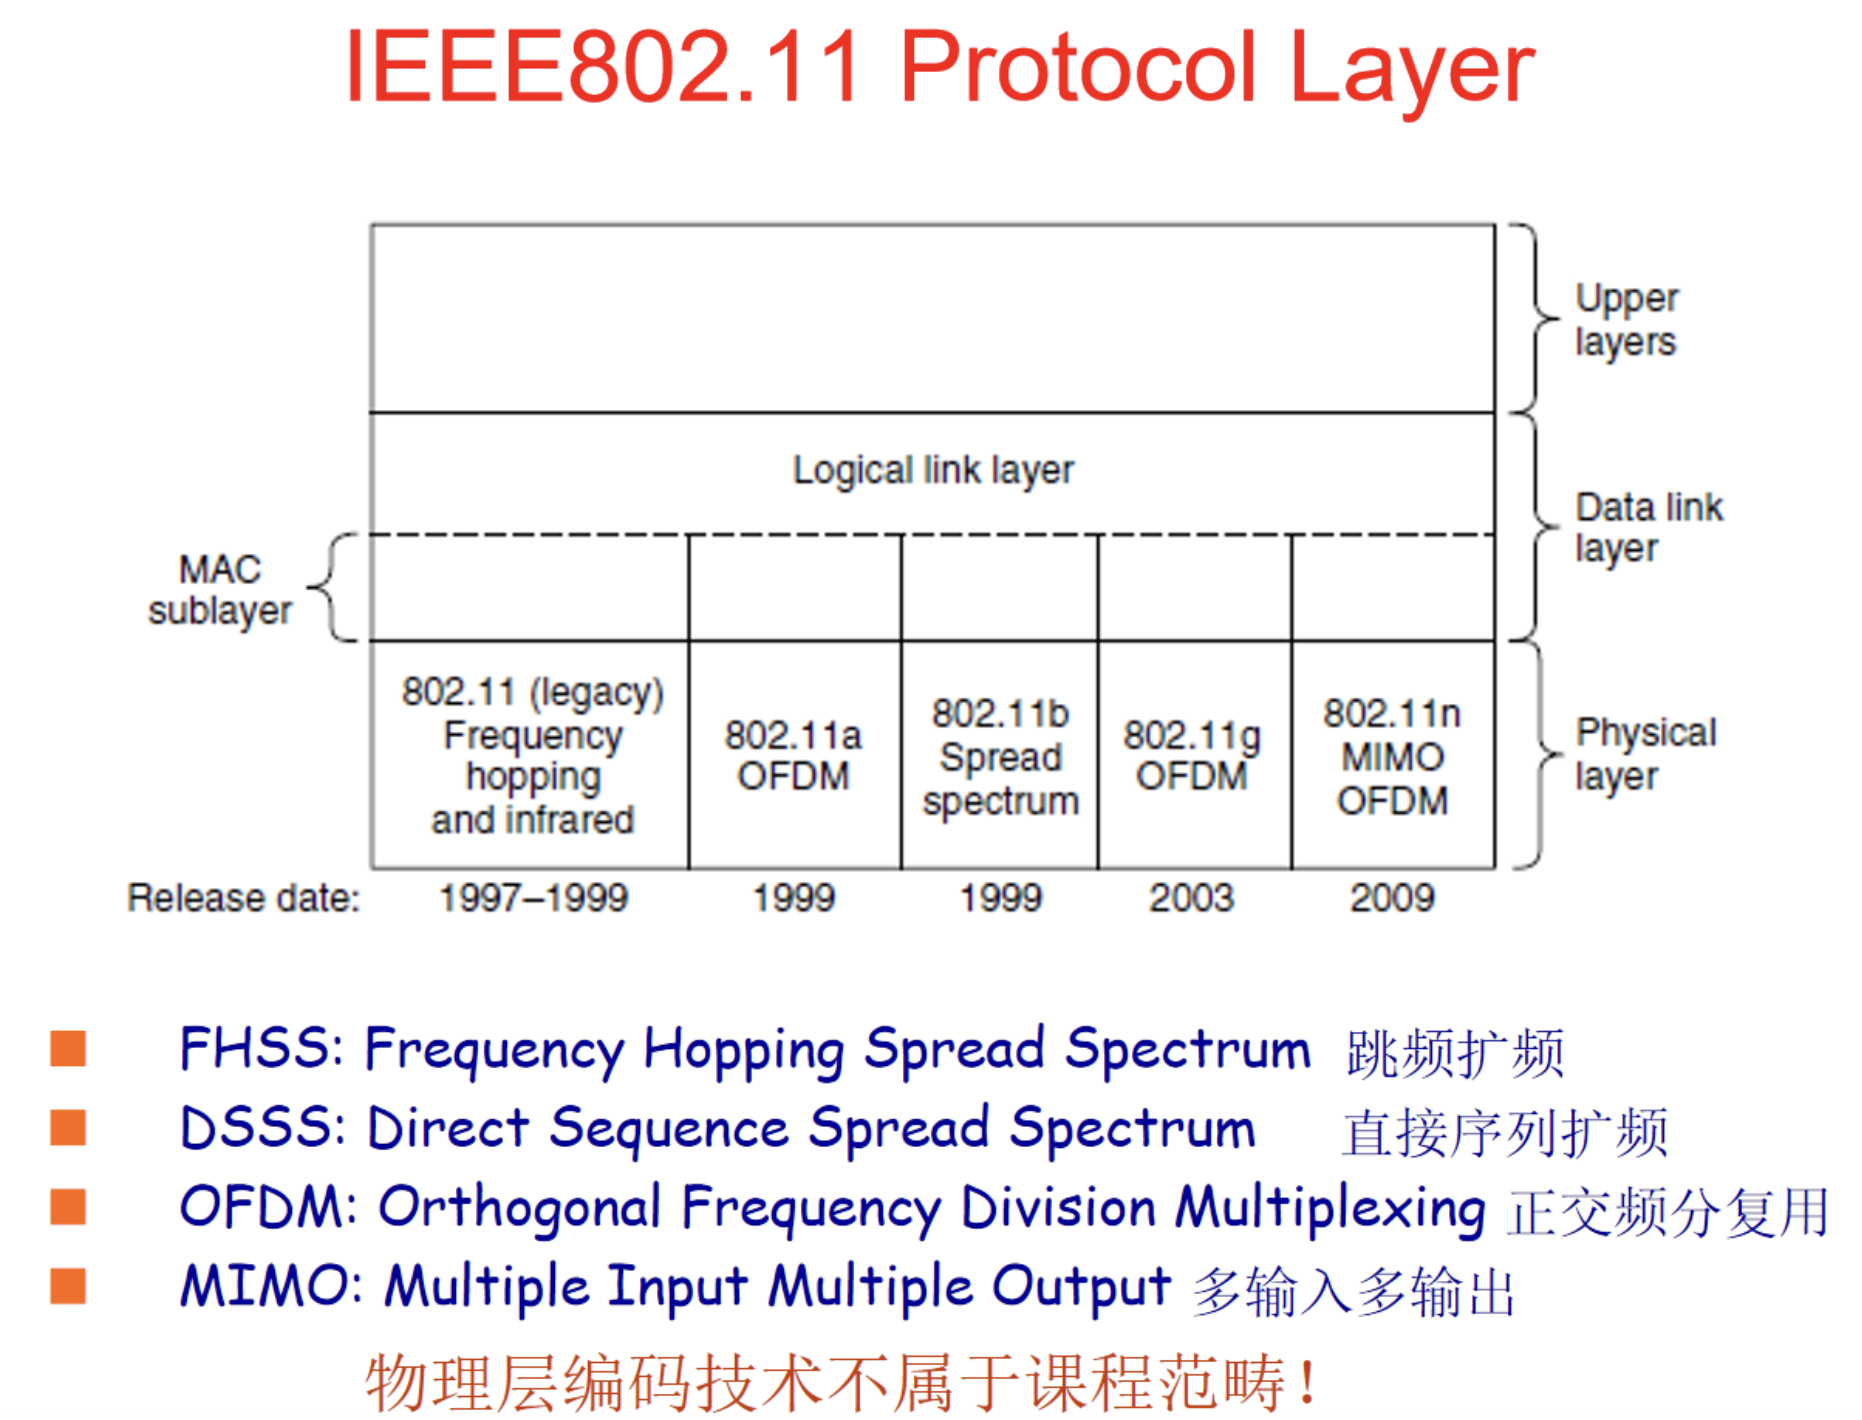 IEEE802.11 Protocol Layer
Upper
layers
Logical link layer
Data link
layer
MAC
sublayer
802.11 (legacy)
Frequency
hopping
and infrared
802.11a
OFDM
802.11b
Spread
spectrum
802.11g
OFDM
802.11n
MIMO
OFDM
Physical
layer
Release date: 1997–1999 1999 1999 2003 2009
FHSS: Frequency Hopping Spread Spectrum 跳频扩频
DSSS: Direct Sequence Spread Spectrum 直接序列扩频
OFDM: Orthogonal Frequency Division Multiplexing 正交频分复用
MIMO: Multiple Input Multiple Output 多输入多输出
物理层编码技术不属于课程范畴!